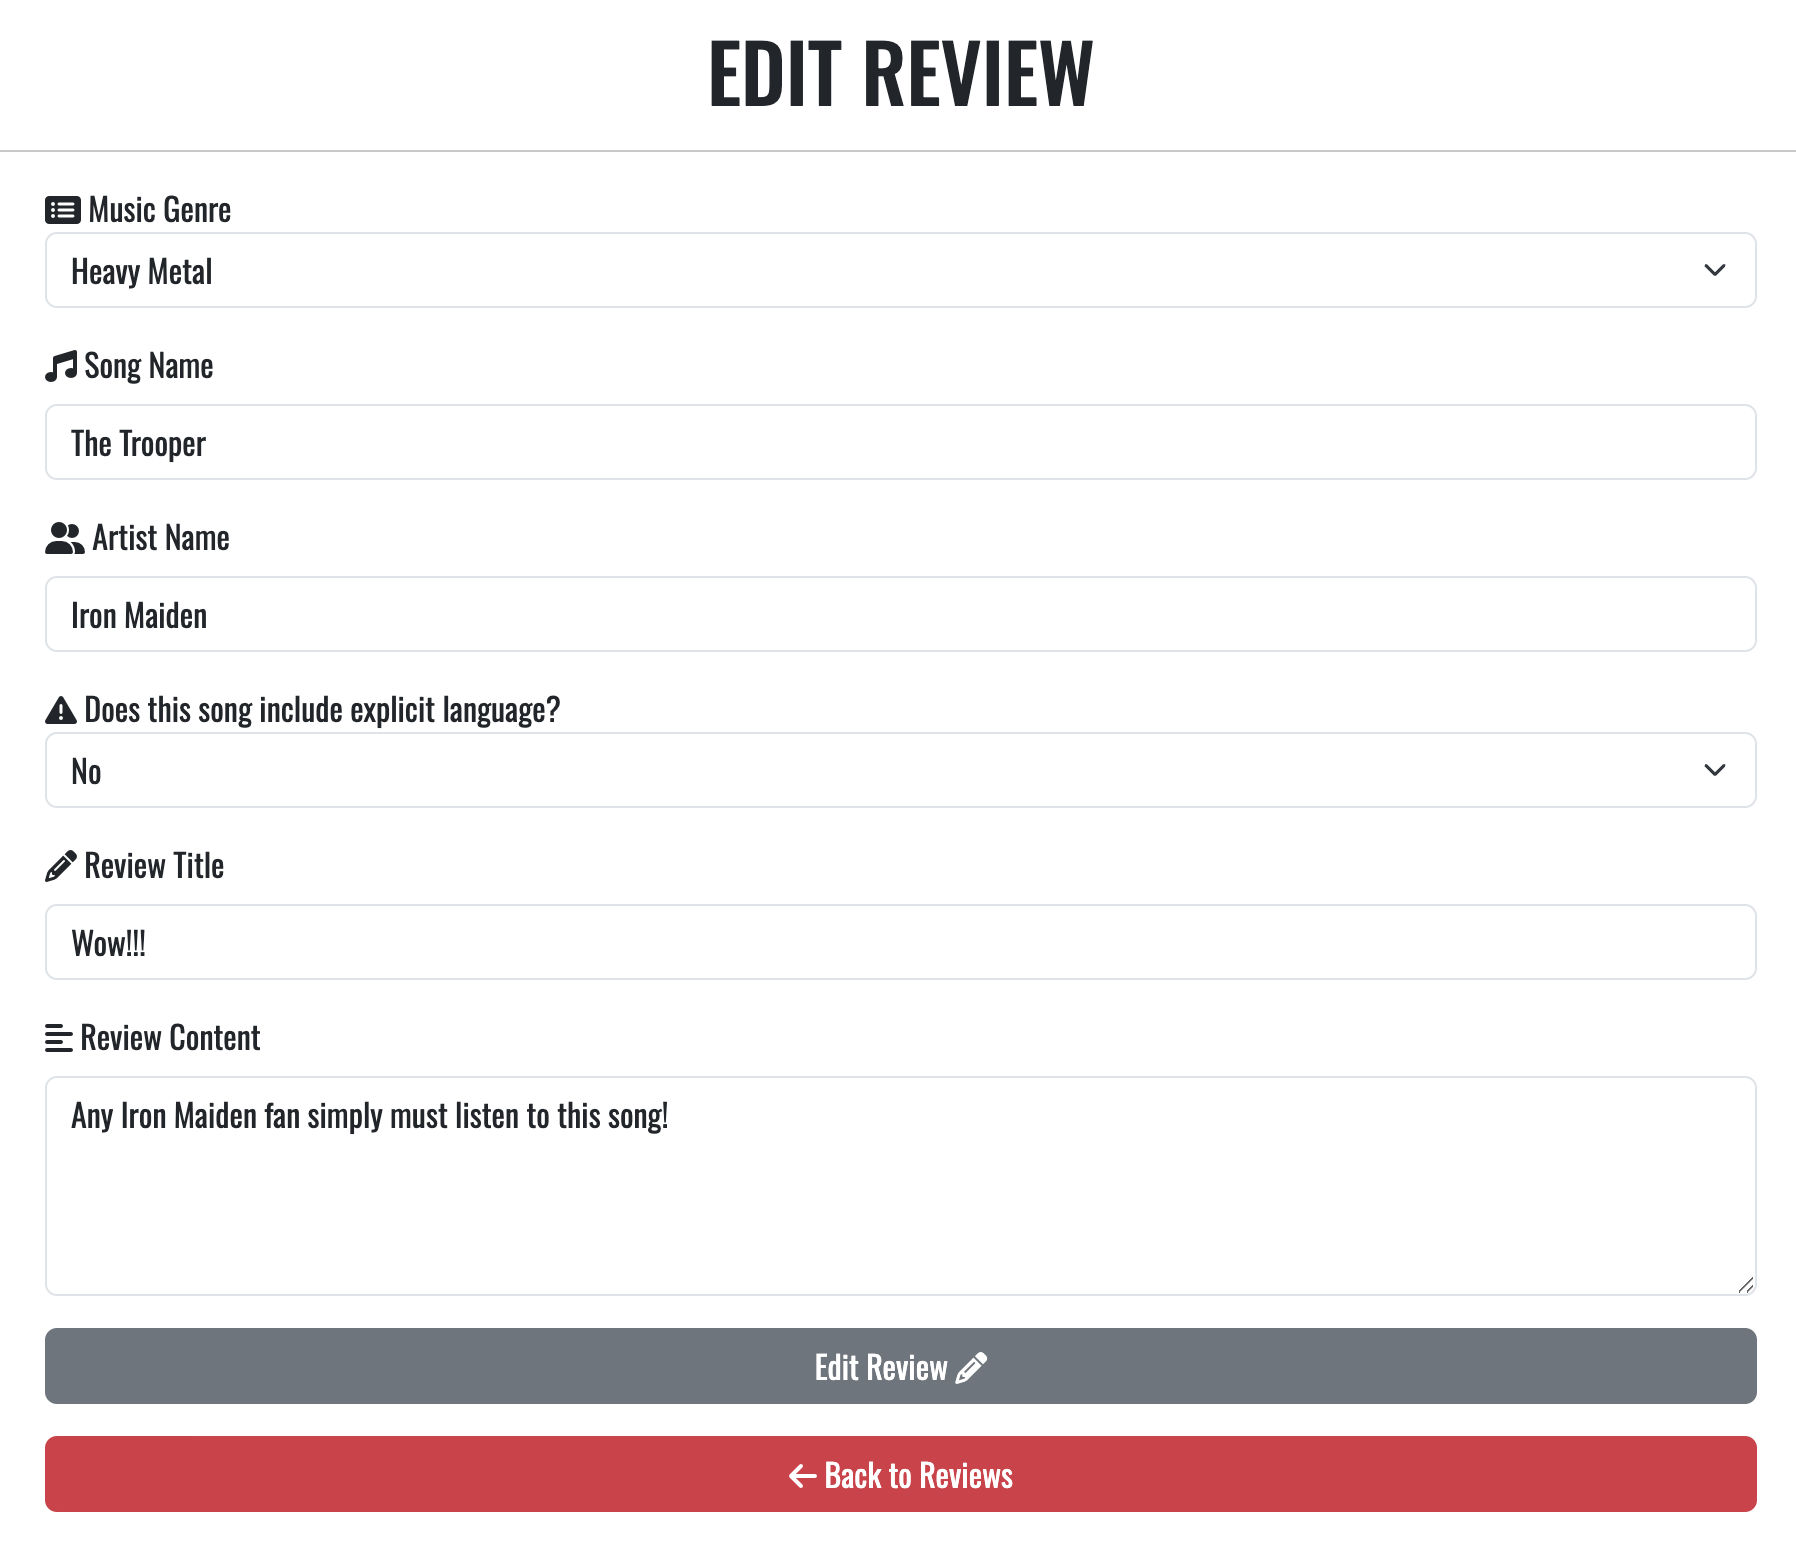 EDIT REVIEW
Music Genre
Heavy Metal
Song Name
The Trooper
Artist Name
Iron Maiden
Does this song include explicit language?
No
Review Title
Wow!!!
Review Content
Any Iron Maiden fan simply must listen to this song!
Edit Review
Back to Reviews